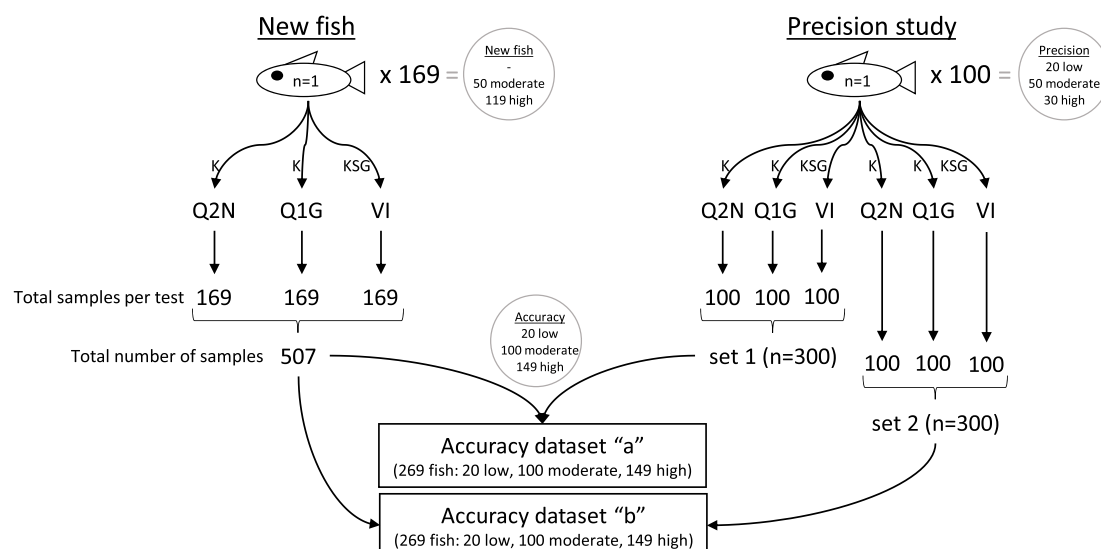 New fish
n=1
x 169 =
New fish
-
50 moderate
119 high
K
K
KSG
Q2N
Q1G
VI
Total samples per test
169
169
169
Total number of samples
507
Precision study
n=1
x 100 =
Precision
20 low
50 moderate
30 high
K
K
KSG
K
K
KSG
Q2N
Q1G
VI
Q2N
Q1G
VI
100
100
100
set 1 (n=300)
100
100
100
set 2 (n=300)
Accuracy
20 low
100 moderate
149 high
Accuracy dataset “a”
(269 fish: 20 low, 100 moderate, 149 high)
Accuracy dataset “b”
(269 fish: 20 low, 100 moderate, 149 high)